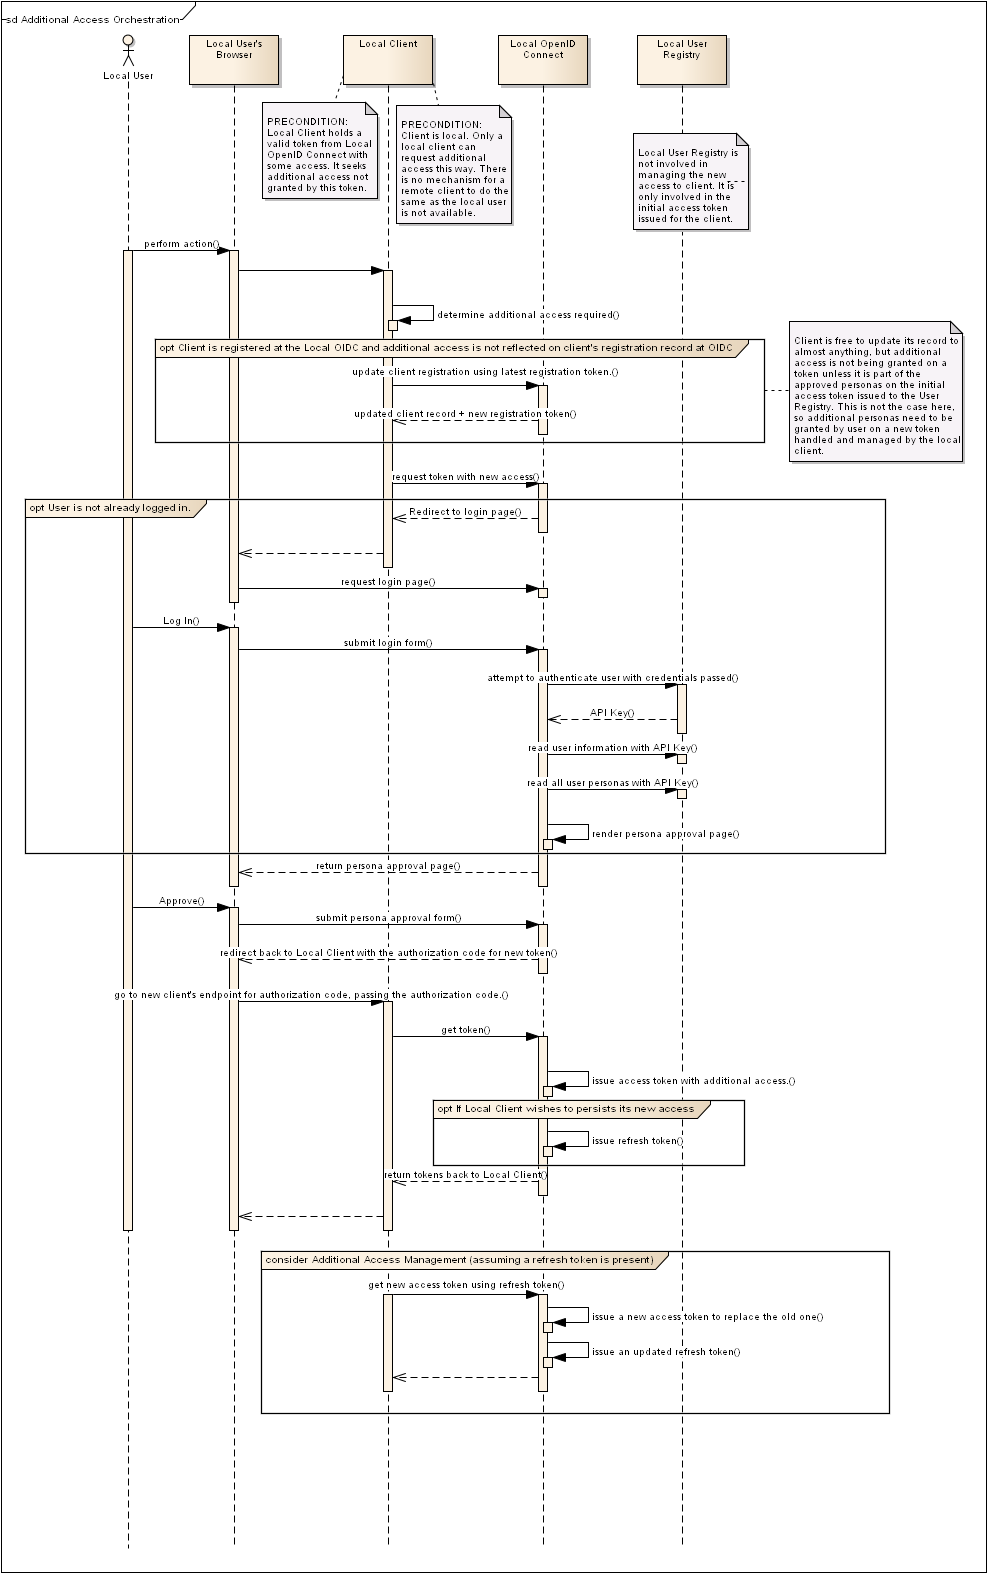 sd Additional Access Orchestration
Local User
Local User's
Browser
Local Client
Local OpenID
Connect
Local User
Registry
PRECONDITION:
Local Client holds a
valid token from Local
OpenID Connect with
some access. It seeks
additional access not
granted by this token.
PRECONDITION:
Client is local. Only a
local client can
request additional
access this way. There
is no mechanism for a
remote client to do the
same as the local user
is not available.
Local User Registry is
not involved in
managing the new
access to client. It is
only involved in the
initial access token
issued for the client.
perform action()
determine additional access required()
opt Client is registered at the Local OIDC and additional access is not reflected on client's registration record at OIDC
update client registration using latest registration token.()
updated client record + new registration token()
Client is free to update its record to
almost anything, but additional
access is not being granted on a
token unless it is part of the
approved personas on the initial
access token issued to the User
Registry. This is not the case here,
so additional personas need to be
granted by user on a new token
handled and managed by the local
client.
request token with new access()
opt User is not already logged in.
Redirect to login page()
request login page()
Log In()
submit login form()
attempt to authenticate user with credentials passed()
API Key()
read user information with API Key()
read all user personas with API Key()
render persona approval page()
return persona approval page()
Approve()
submit persona approval form()
redirect back to Local Client with the authorization code for new token()
go to new client's endpoint for authorization code, passing the authorization code.()
get token()
issue access token with additional access.()
opt If Local Client wishes to persists its new access
issue refresh token()
return tokens back to Local Client()
consider Additional Access Management (assuming a refresh token is present)
get new access token using refresh token()
issue a new access token to replace the old one()
issue an updated refresh token()